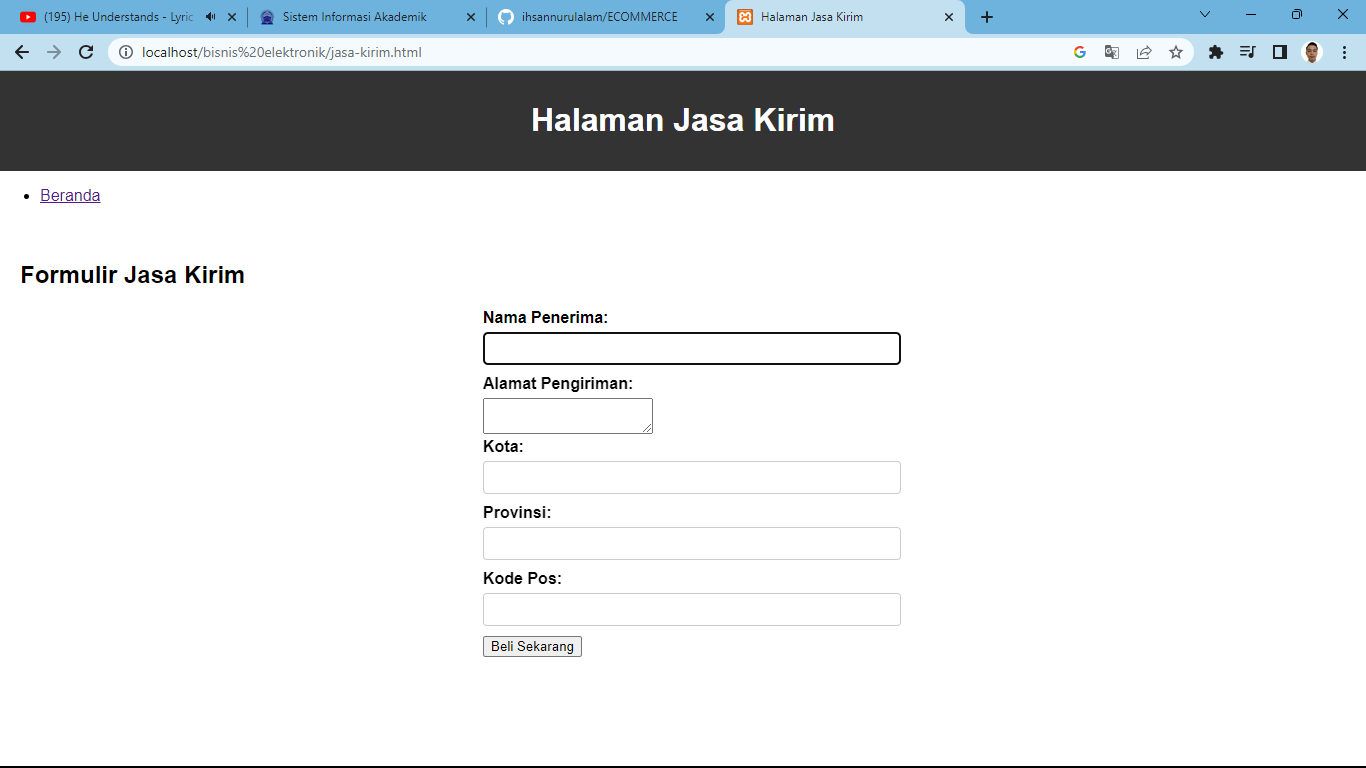 (195) He Understands - Lyric
Sistem Informasi Akademik
ihsannurulalam/ECOMMERCE
Halaman Jasa Kirim
localhost/bisnis%20elektronik/jasa-kirim.html
Halaman Jasa Kirim
Beranda
Formulir Jasa Kirim
Nama Penerima:
Alamat Pengiriman:
Kota:
Provinsi:
Kode Pos:
Beli Sekarang